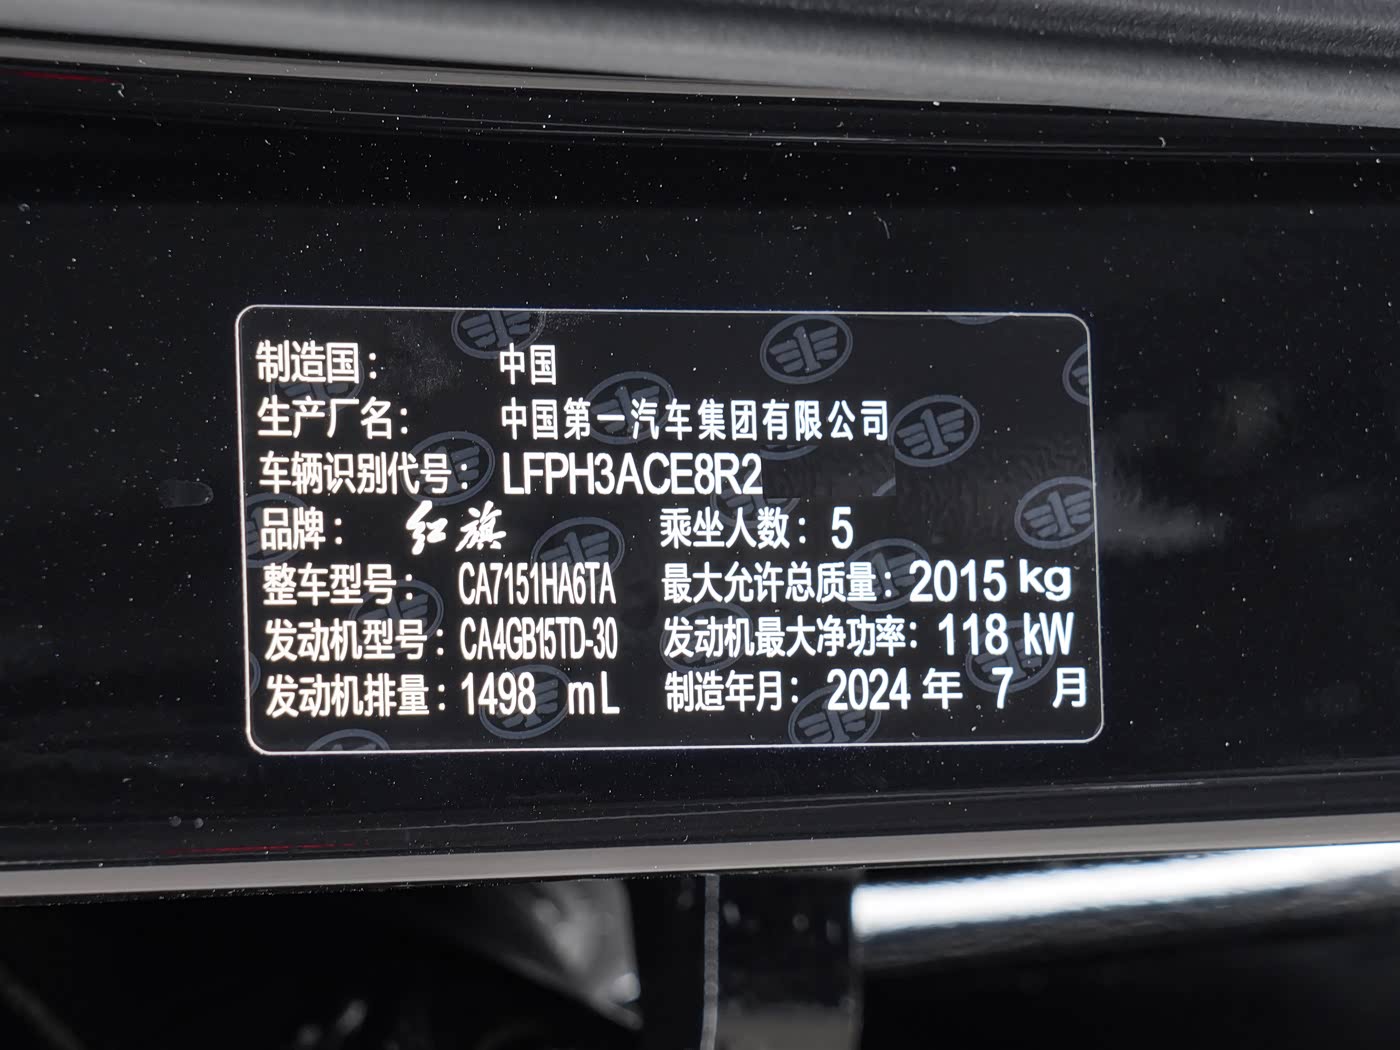 制造国： 中国
生产厂名： 中国第一汽车集团有限公司
车辆识别代号： LFPH3ACE8R2
品牌： 红旗 乘坐人数： 5
整车型号： CA7151HA6TA 最大允许总质量： 2015 kg
发动机型号： CA4GB15TD-30 发动机最大净功率： 118 kW
发动机排量： 1498 mL 制造年月： 2024 年 7 月